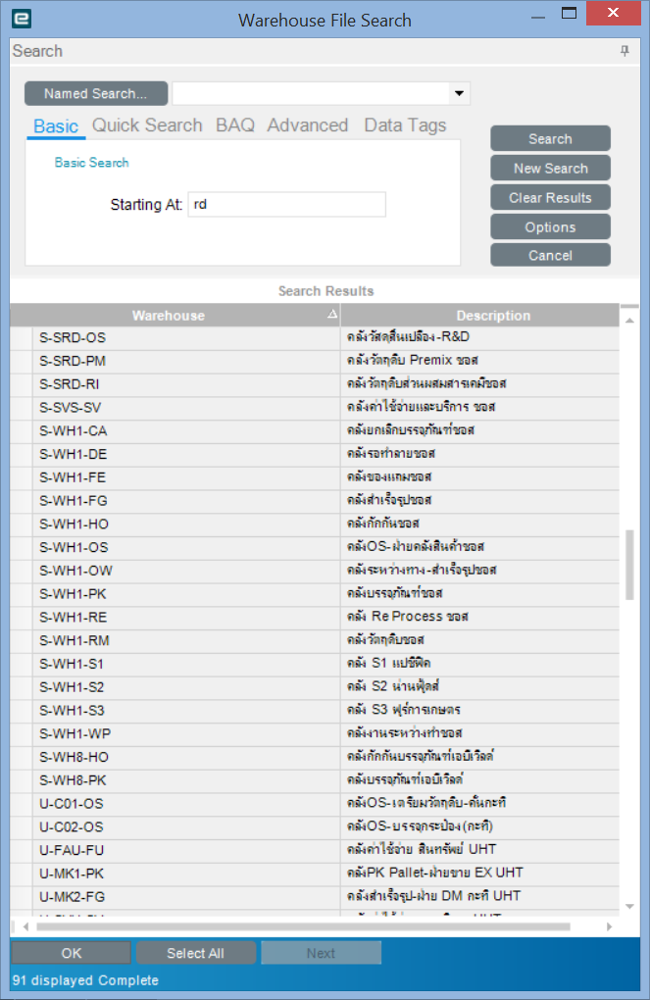 Warehouse File Search
Search
Named Search...
Basic Quick Search BAQ Advanced Data Tags
Basic Search
Starting At: rd
Search
New Search
Clear Results
Options
Cancel
Search Results
Warehouse Description
S-SRD-OS คลังวัสดุสิ้นเปลือง-R&D
S-SRD-PM คลังวัตถุดิบ Premix ซอส
S-SRD-RI คลังวัตถุดิบส่วนผสมสารเคมีซอส
S-SVS-SV คลังค่าใช้จ่ายและบริการ ซอส
S-WH1-CA คลังยกเลิกบรรจุภัณฑ์ซอส
S-WH1-DE คลังรอทำลายซอส
S-WH1-FE คลังของแถมซอส
S-WH1-FG คลังสำเร็จรูปซอส
S-WH1-HO คลังกักกันซอส
S-WH1-OS คลังOS-ฝ่ายคลังสินค้าซอส
S-WH1-OW คลังระหว่างทาง-สำเร็จรูปซอส
S-WH1-PK คลังบรรจุภัณฑ์ซอส
S-WH1-RE คลัง Re Process ซอส
S-WH1-RM คลังวัตถุดิบซอส
S-WH1-S1 คลัง S1 แปซิฟิค
S-WH1-S2 คลัง S2 น่านฟู้ดส์
S-WH1-S3 คลัง S3 ฟุรุ์การเกษตร
S-WH1-WP คลังงานระหว่างทำซอส
S-WH8-HO คลังกักกันบรรจุภัณฑ์เอบิเวิลด์
S-WH8-PK คลังบรรจุภัณฑ์เอบิเวิลด์
U-C01-OS คลังOS-เตรียมวัตถุดิบ-คั้นกะทิ
U-C02-OS คลังOS-บรรจุกระป๋อง(กะทิ)
U-FAU-FU คลังค่าใช้จ่าย สินทรัพย์ UHT
U-MK1-PK คลังPK Pallet-ฝ่ายขาย EX UHT
U-MK2-FG คลังสำเร็จรูป-ฝ่าย DM กะทิ UHT
OK Select All Next
91 displayed Complete